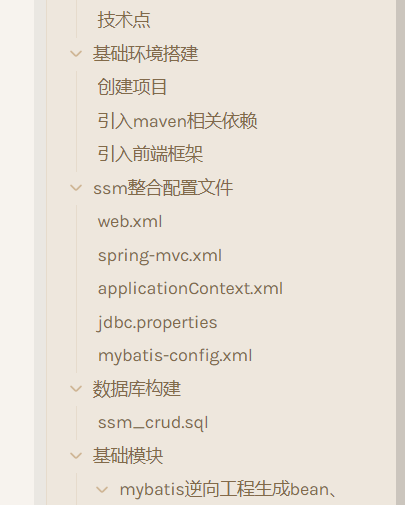 技术点
基础环境搭建
创建项目
引入maven相关依赖
引入前端框架
ssm整合配置文件
web.xml
spring-mvc.xml
applicationContext.xml
jdbc.properties
mybatis-config.xml
数据库构建
ssm_crud.sql
基础模块
mybatis逆向工程生成bean、